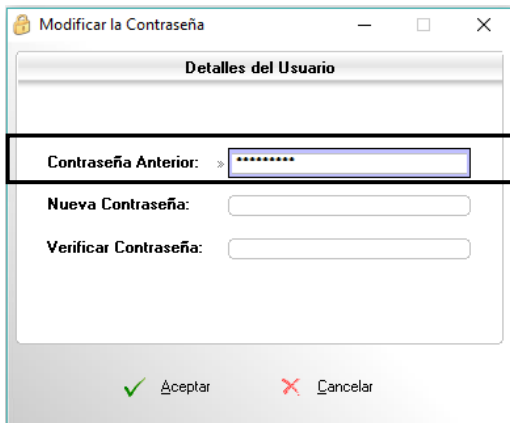 Modificar la Contraseña
Detalles del Usuario
Contraseña Anterior: » *********
Nueva Contraseña:
Verificar Contraseña:
Aceptar Cancelar